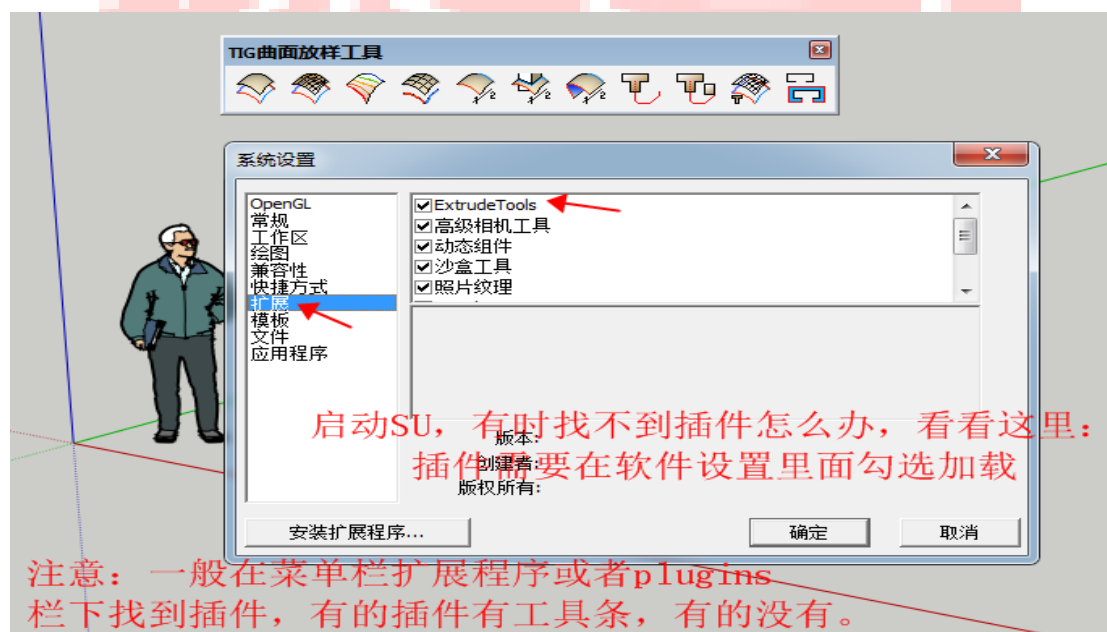 TIG曲面放样工具
系统设置
OpenGL
常规
工作区
绘图
兼容性
快捷方式
扩展
模板
文件
应用程序
ExtrudeTools
高级相机工具
动态组件
沙盒工具
照片纹理
启动SU，有时找不到插件怎么办，看看这里：
插件需要在软件设置里面勾选加载
版本:
创建者:
版权所有:
安装扩展程序...
确定
取消
注意：一般在菜单栏扩展程序或者plugins
栏下找到插件，有的插件有工具条，有的没有。